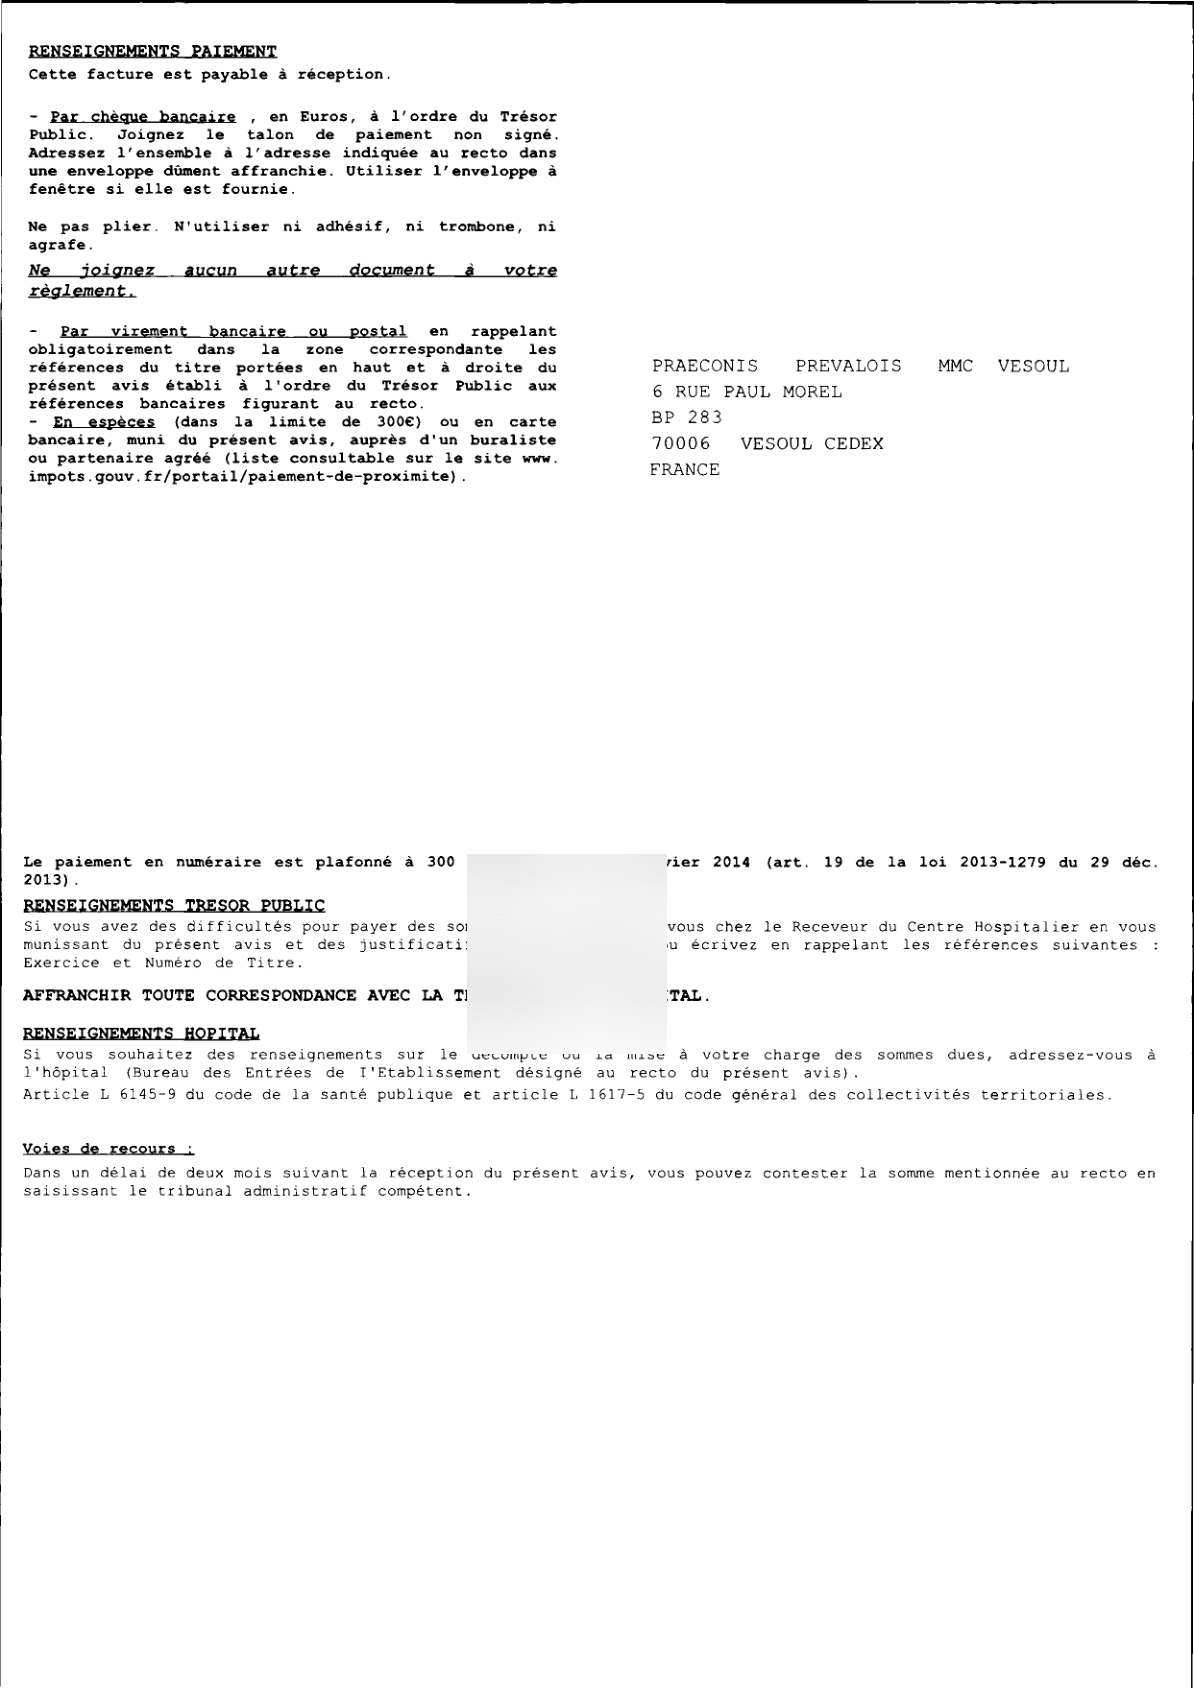 RENSEIGNEMENTS PAIEMENT
Cette facture est payable à réception.
- Par chèque bancaire , en Euros, à l'ordre du Trésor
Public. Joignez le talon de paiement non signé.
Adressez l'ensemble à l'adresse indiquée au recto dans
une enveloppe dûment affranchie. Utiliser l'enveloppe à
fenêtre si elle est fournie.
Ne pas plier. N'utiliser ni adhésif, ni trombone, ni
agrafe.
Ne joignez aucun autre document à votre
règlement.
- Par virement bancaire ou postal en rappelant
obligatoirement dans la zone correspondante les
références du titre portées en haut et à droite du
présent avis établi à l'ordre du Trésor Public aux
références bancaires figurant au recto.
- En espèces (dans la limite de 300€) ou en carte
bancaire, muni du présent avis, auprès d'un buraliste
ou partenaire agréé (liste consultable sur le site www.
impots.gouv.fr/portail/paiement-de-proximite).
PRAECONIS PREVALOIS MMC VESOUL
6 RUE PAUL MOREL
BP 283
70006 VESOUL CEDEX
FRANCE
Le paiement en numéraire est plafonné à 300 2014 (art. 19 de la loi 2013-1279 du 29 déc.
2013).
RENSEIGNEMENTS TRESOR PUBLIC
Si vous avez des difficultés pour payer des vous chez le Receveur du Centre Hospitalier en vous
munissant du présent avis et des écrivez en rappelant les références suivantes :
Exercice et Numéro de Titre.
AFFRANCHIR TOUTE CORRESPONDANCE AVEC LA
RENSEIGNEMENTS HOPITAL
Si vous souhaitez des renseignements sur le décompte ou la mise à votre charge des sommes dues, adressez-vous à
l'hôpital (Bureau des Entrées de I'Etablissement désigné au recto du présent avis).
Article L 6145-9 du code de la santé publique et article L 1617-5 du code général des collectivités territoriales.
Voies de recours :
Dans un délai de deux mois suivant la réception du présent avis, vous pouvez contester la somme mentionnée au recto en
saisissant le tribunal administratif compétent.